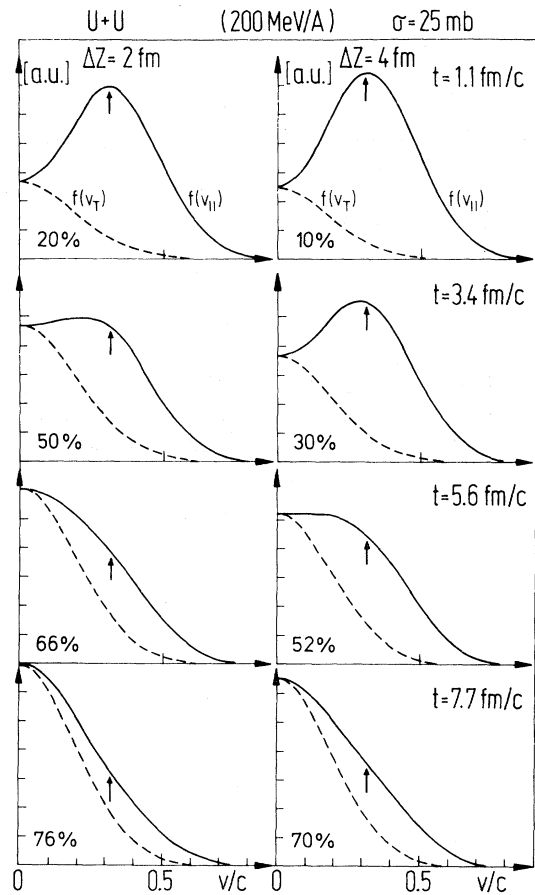 U+U (200 MeV/A) σ=25 mb
[a.u.] ΔZ= 2 fm ΔZ= 4 fm t=1.1 fm/c
[a.u.]
f(v_T) f(v_||) f(v_T) f(v_||)
20% 10%
t=3.4 fm/c
50% 30%
t=5.6 fm/c
66% 52%
t=7.7 fm/c
76% 70%
0 0.5 v/c 0 0.5 v/c